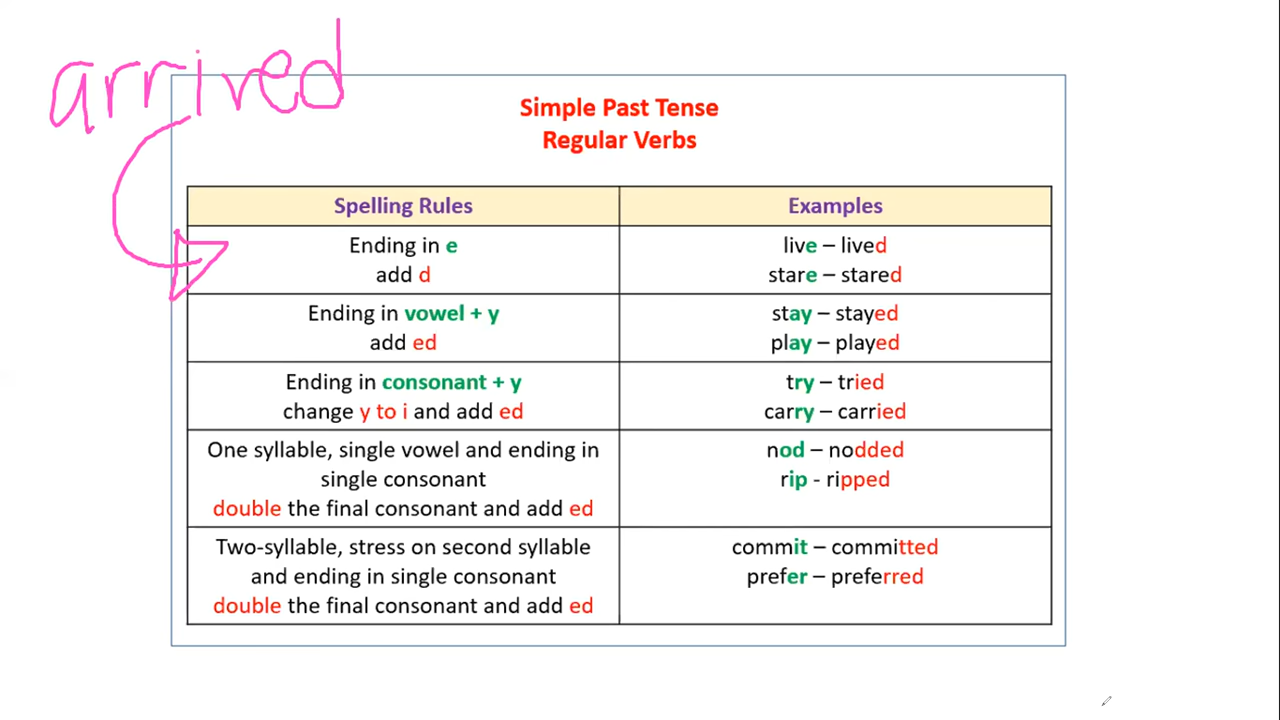 arrived
Simple Past Tense
Regular Verbs
Spelling Rules
Examples
Ending in e
add d
live – lived
stare – stared
Ending in vowel + y
add ed
stay – stayed
play – played
Ending in consonant + y
change y to i and add ed
try – tried
carry – carried
One syllable, single vowel and ending in
single consonant
double the final consonant and add ed
nod – nodded
rip - ripped
Two-syllable, stress on second syllable
and ending in single consonant
double the final consonant and add ed
commit – committed
prefer – preferred